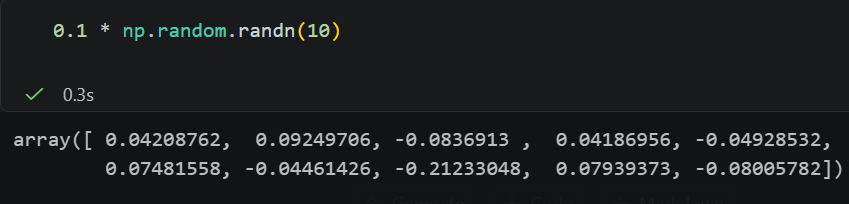 0.1 * np.random.randn(10)
0.3s
array([ 0.04208762,  0.09249706, -0.0836913 ,  0.04186956, -0.04928532,
        0.07481558, -0.04461426, -0.21233048,  0.07939373, -0.08005782])